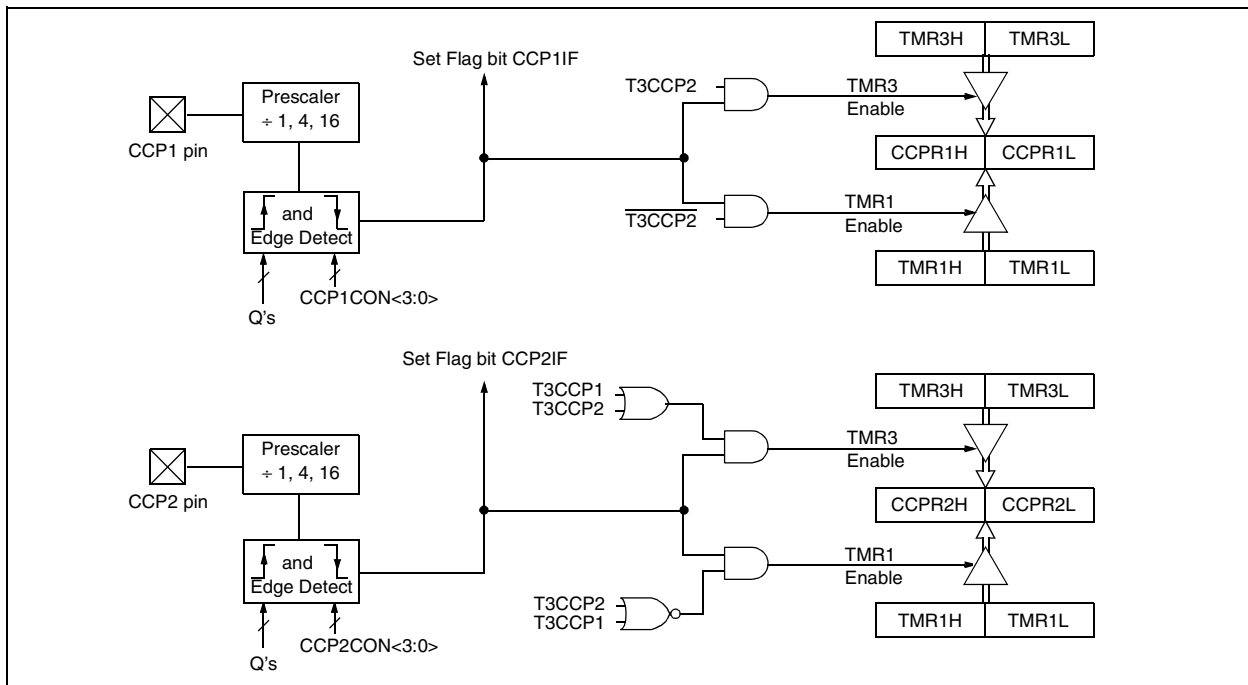 TMR3H TMR3L
Set Flag bit CCP1IF
T3CCP2
TMR3
Enable
Prescaler
÷ 1, 4, 16
CCP1 pin
CCPR1H CCPR1L
and
Edge Detect
T̅3̅C̅C̅P̅2̅
TMR1
Enable
TMR1H TMR1L
CCP1CON<3:0>
Q's
Set Flag bit CCP2IF
T3CCP1
T3CCP2
TMR3H TMR3L
TMR3
Enable
Prescaler
÷ 1, 4, 16
CCP2 pin
CCPR2H CCPR2L
and
Edge Detect
TMR1
Enable
T3CCP2
T3CCP1
TMR1H TMR1L
CCP2CON<3:0>
Q's